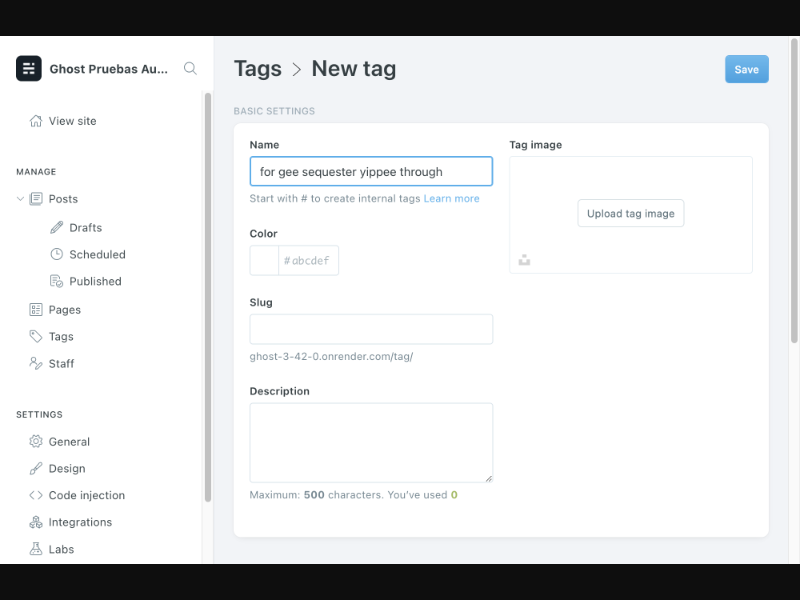 Ghost Pruebas Au...
View site
MANAGE
Posts
Drafts
Scheduled
Published
Pages
Tags
Staff
SETTINGS
General
Design
Code injection
Integrations
Labs
Tags > New tag
Save
BASIC SETTINGS
Name
for gee sequester yippee through
Start with # to create internal tags Learn more
Color
#abcdef
Slug
ghost-3-42-0.onrender.com/tag/
Description
Maximum: 500 characters. You've used 0
Tag image
Upload tag image